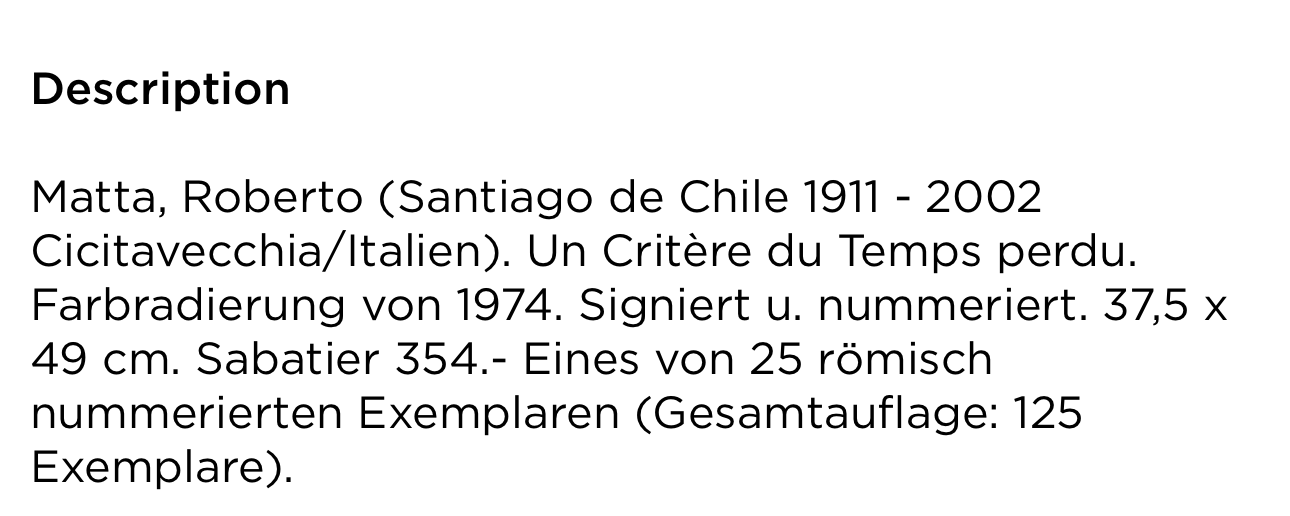 Description
Matta, Roberto (Santiago de Chile 1911 - 2002
Cicitavecchia/Italien). Un Critère du Temps perdu.
Farbradierung von 1974. Signiert u. nummeriert. 37,5 x
49 cm. Sabatier 354.- Eines von 25 römisch
nummerierten Exemplaren (Gesamtauflage: 125
Exemplare).